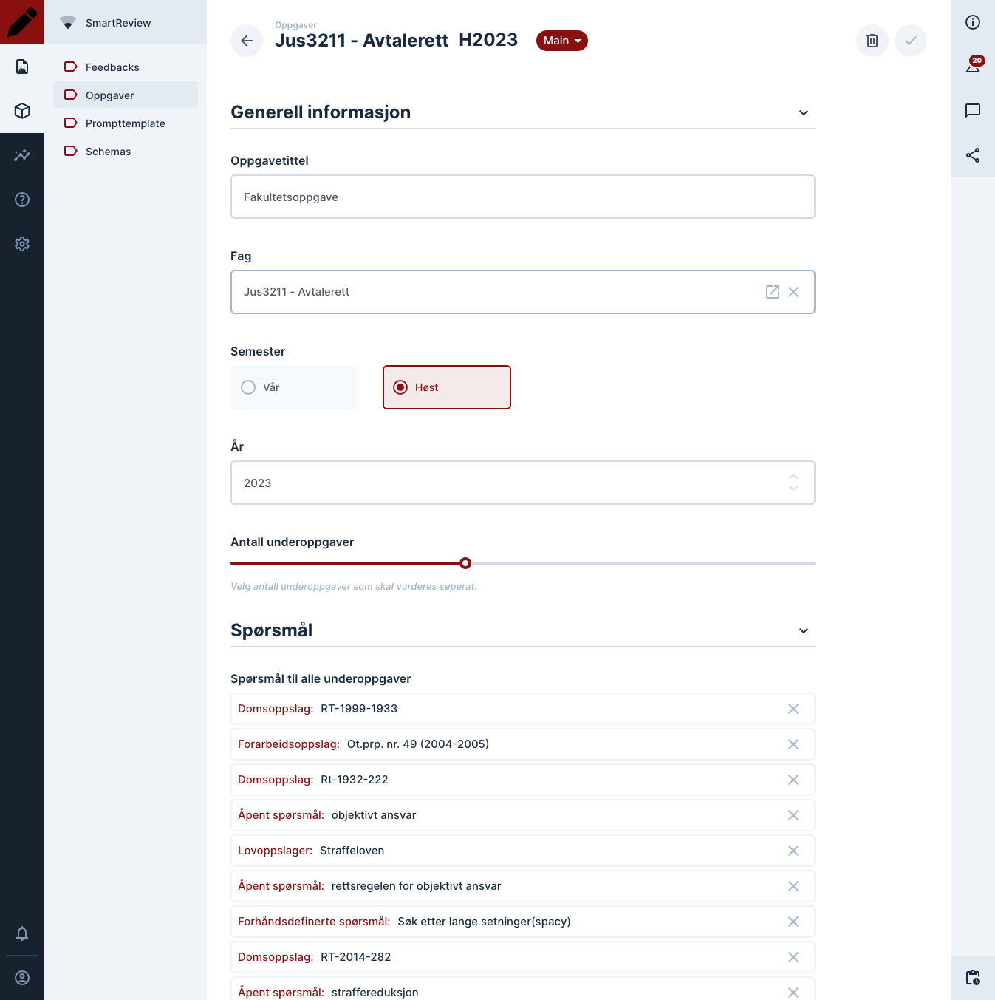 SmartReview
Feedbacks
Oppgaver
Prompttemplate
Schemas
Oppgaver
Jus3211 - Avtalerett H2023
Main
20
Generell informasjon
Oppgavetittel
Fakultetsoppgave
Fag
Jus3211 - Avtalerett
Semester
Vår
Høst
År
2023
Antall underoppgaver
Velg antall underoppgaver som skal vurderes seperat.
Spørsmål
Spørsmål til alle underoppgaver
Domsoppslag: RT-1999-1933
Forarbeidsoppslag: Ot.prp. nr. 49 (2004-2005)
Domsoppslag: Rt-1932-222
Åpent spørsmål: objektivt ansvar
Lovoppslager: Straffeloven
Åpent spørsmål: rettsregelen for objektivt ansvar
Forhåndsdefinerte spørsmål: Søk etter lange setninger(spacy)
Domsoppslag: RT-2014-282
Åpent spørsmål: straffereduksjon